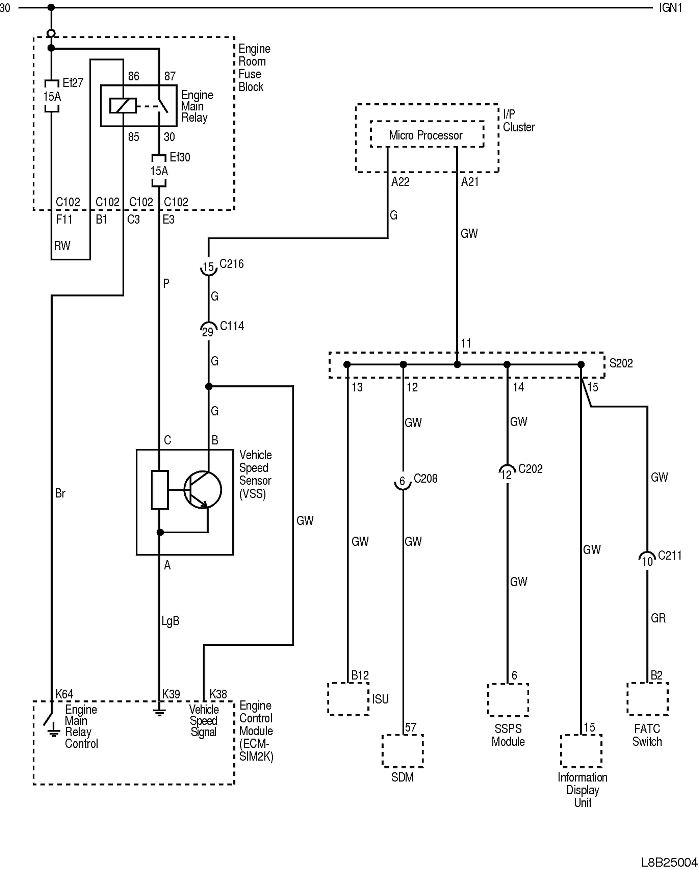 30
IGN1
Engine
Room
Fuse
Block
Ef27
15A
86
87
Engine
Main
Relay
85
30
Ef30
15A
C102
C102
C102
C102
F11
B1
C3
E3
RW
I/P
Cluster
Micro Processor
A22
A21
G
GW
15
C216
P
G
29
C114
G
11
S202
13
12
14
15
G
GW
GW
C
B
Vehicle
Speed
Sensor
(VSS)
6
C208
12
C202
GW
Br
GW
GW
GW
GW
10
C211
A
GW
LgB
GR
K64
K39
K38
Engine
Main
Relay
Control
Vehicle
Speed
Signal
Engine
Control
Module
(ECM-
SIM2K)
B12
ISU
6
B2
57
SSPS
Module
15
FATC
Switch
SDM
Information
Display
Unit
L8B25004